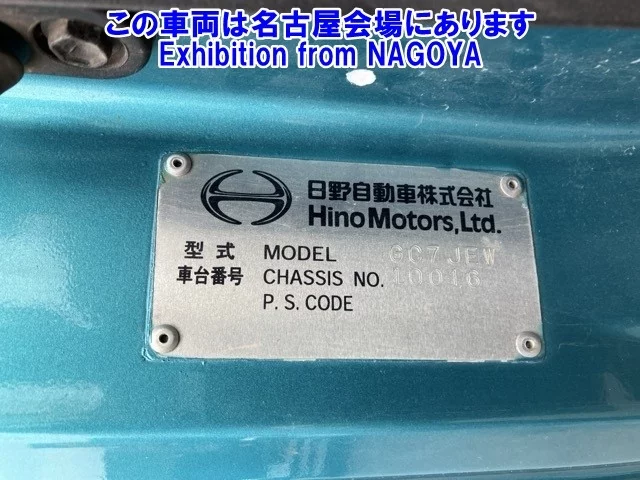 この車両は名古屋会場にあります
Exhibition from NAGOYA
日野自動車株式会社
Hino Motors, Ltd.
型式 MODEL GC7JEW
車台番号 CHASSIS NO. 10016
P. S. CODE